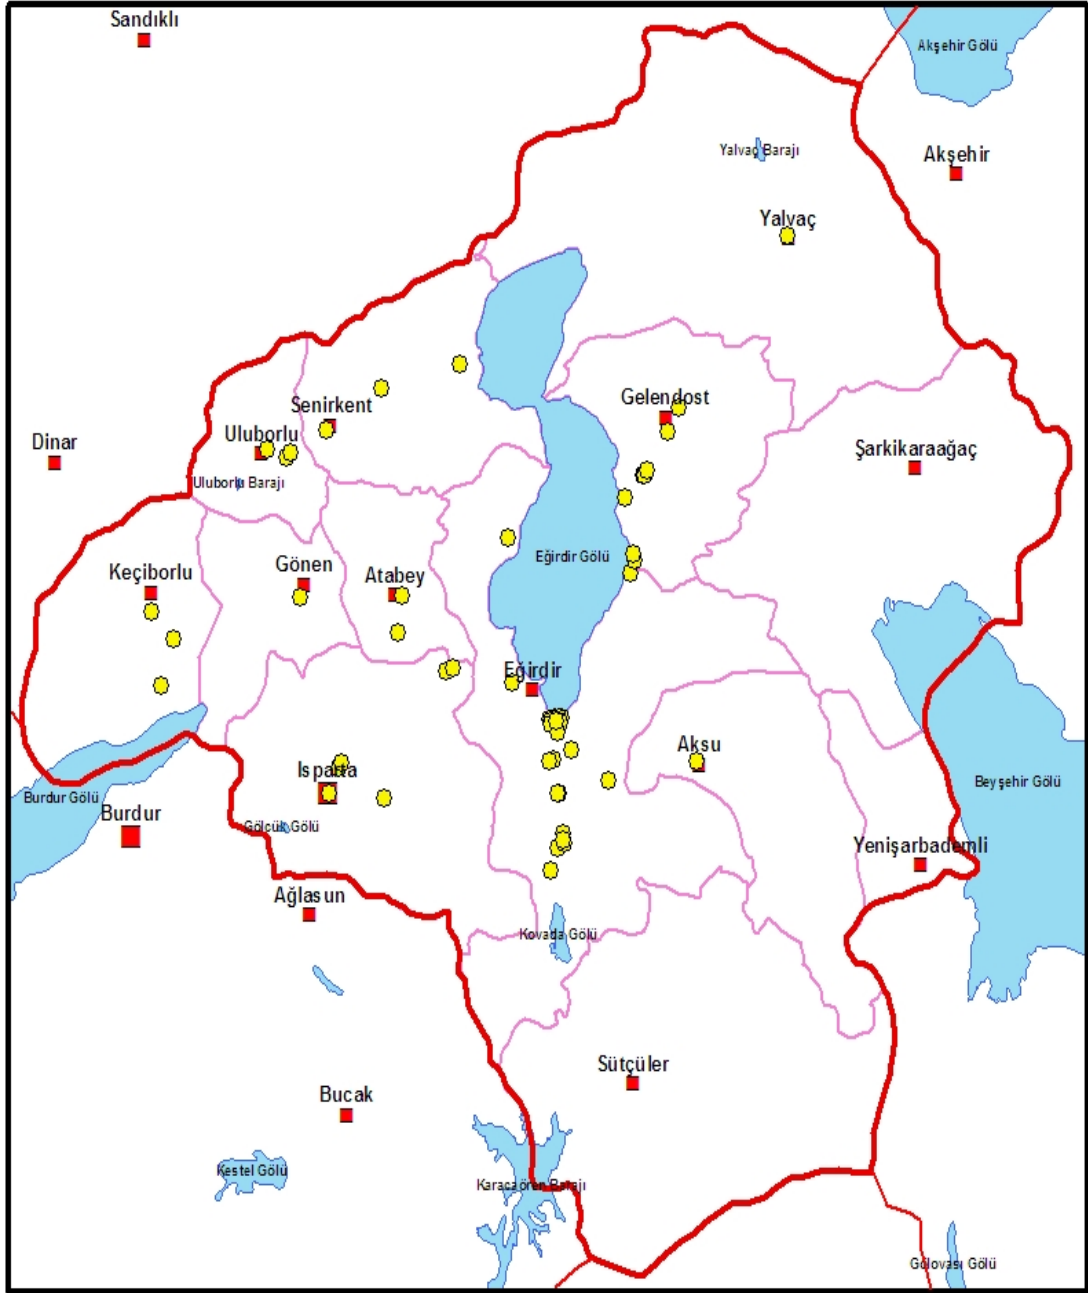 Sandıklı
Akşehir Gölü
Yalvaç Barajı
Akşehir
Yalvaç
Gelendost
Senirkent
Uluborlu
Dinar
Şarkikaraağaç
Uluborlu Barajı
Eğirdir Gölü
Gönen
Keçiborlu
Atabey
Eğirdir
Aksu
Isparta
Beyşehir Gölü
Burdur Gölü
Burdur
Gölcük Gölü
Yenişarbademli
Ağlasun
Kovada Gölü
Sütçüler
Bucak
Kestel Gölü
Karacaören Barajı
Gölovası Gölü